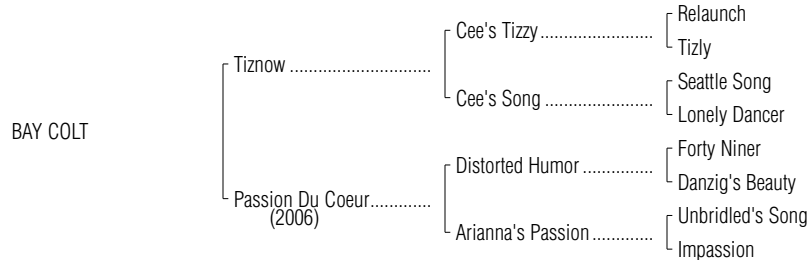 Relaunch
Cee's Tizzy........................
Tizly
Tiznow ..............................
Seattle Song
Cee's Song .......................
Lonely Dancer
BAY COLT
Forty Niner
Distorted Humor ...............
Danzig's Beauty
Passion Du Coeur.............
(2006)
Unbridled's Song
Arianna's Passion .............
Impassion